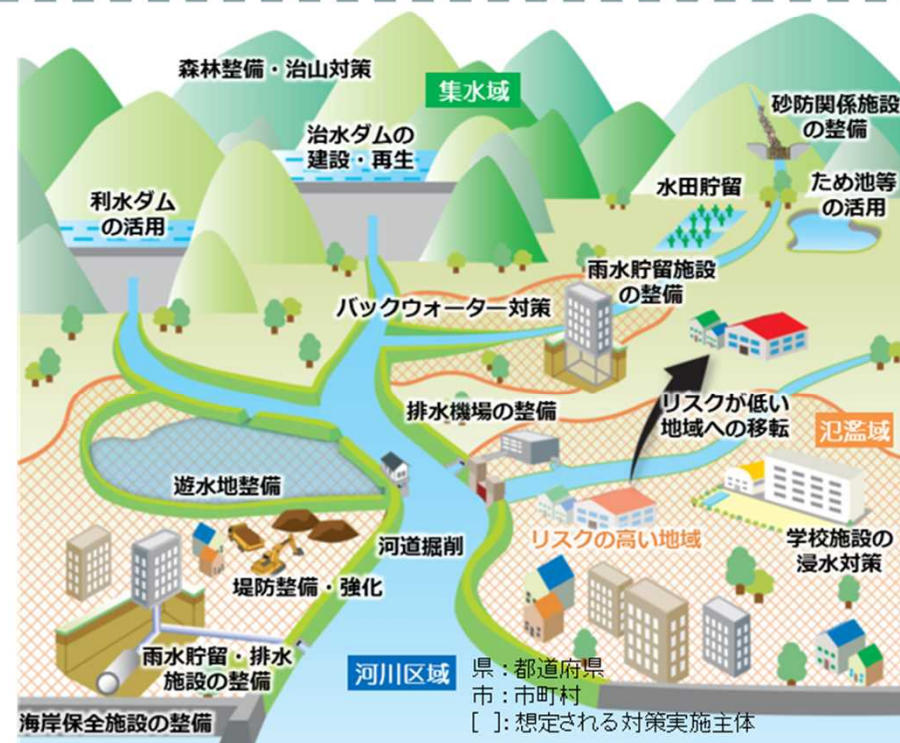 森林整備・治山対策
集水域
砂防関係施設
の整備
治水ダムの
建設・再生
水田貯留
ため池等
の活用
利水ダム
の活用
雨水貯留施設
の整備
バックウォーター対策
排水機場の整備
リスクが低い
地域への移転
氾濫域
遊水地整備
河道掘削
リスクの高い地域
学校施設の
浸水対策
堤防整備・強化
雨水貯留・排水
施設の整備
河川区域
県:都道府県
市:市町村
[ ]:想定される対策実施主体
海岸保全施設の整備